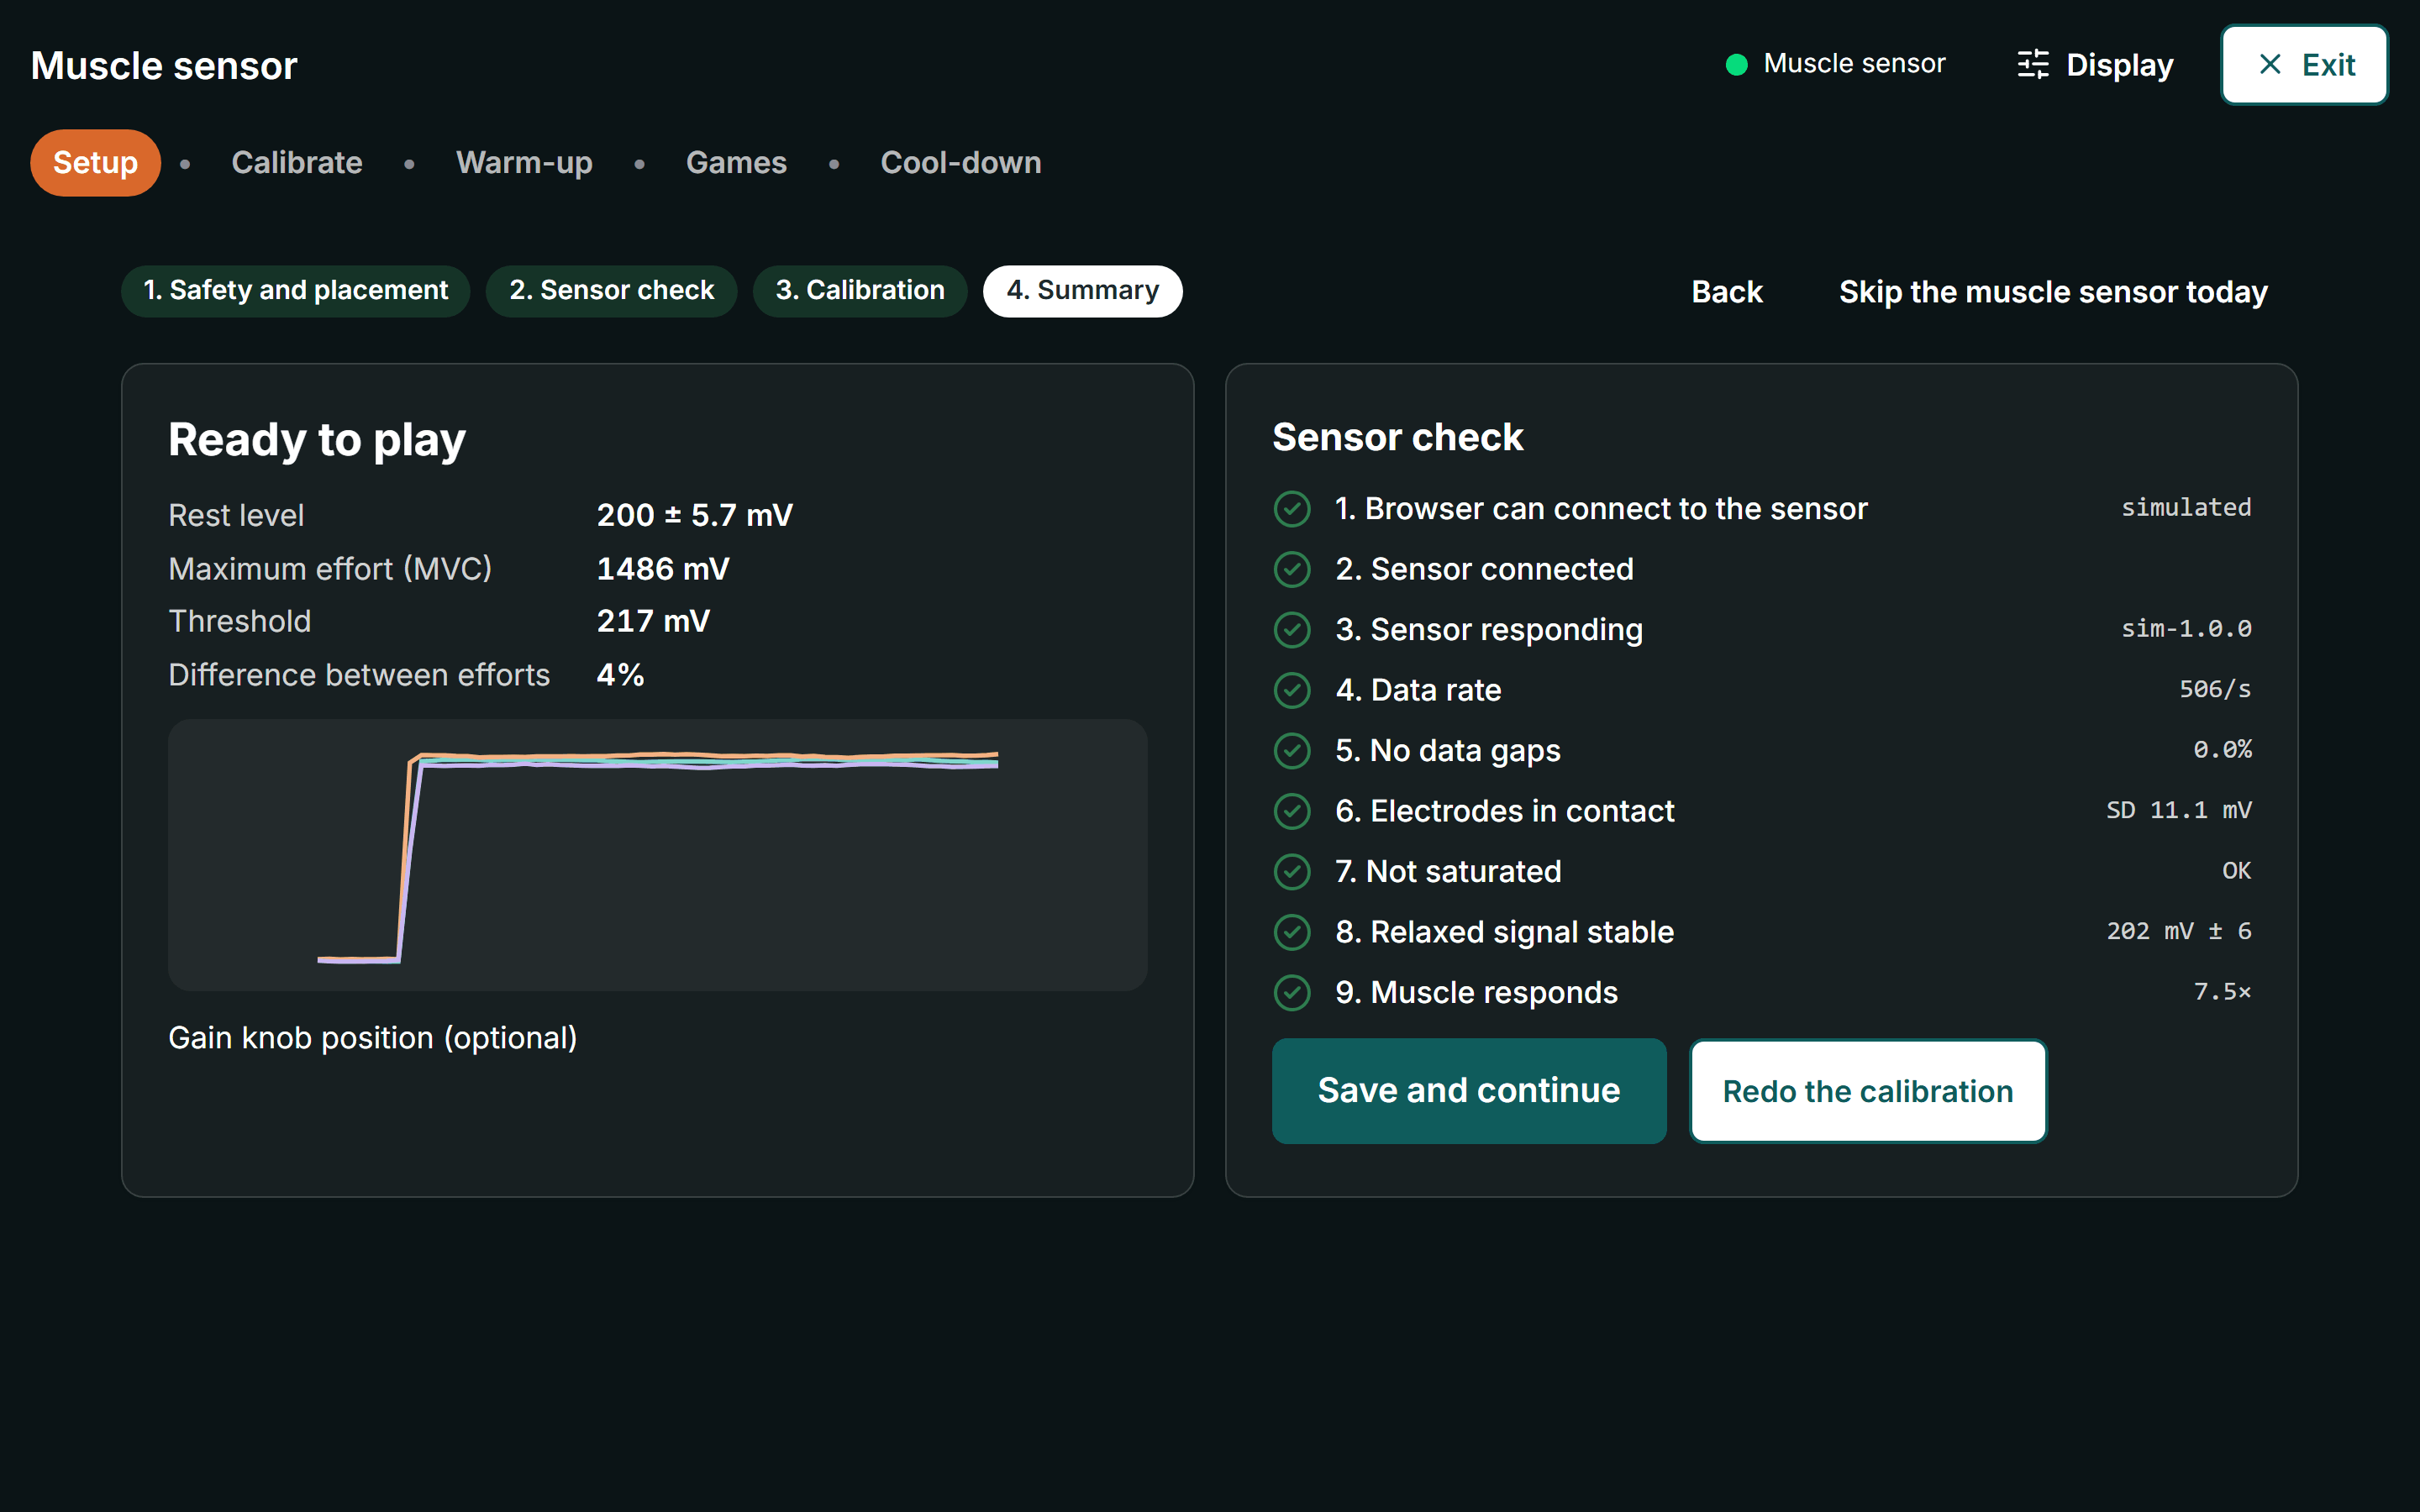 Muscle sensor
Muscle sensor
Display
Exit
Setup • Calibrate • Warm-up • Games • Cool-down
1. Safety and placement
2. Sensor check
3. Calibration
4. Summary
Back
Skip the muscle sensor today
Ready to play
Rest level 200 ± 5.7 mV
Maximum effort (MVC) 1486 mV
Threshold 217 mV
Difference between efforts 4%
Gain knob position (optional)
Sensor check
1. Browser can connect to the sensor simulated
2. Sensor connected
3. Sensor responding sim-1.0.0
4. Data rate 506/s
5. No data gaps 0.0%
6. Electrodes in contact SD 11.1 mV
7. Not saturated OK
8. Relaxed signal stable 202 mV ± 6
9. Muscle responds 7.5×
Save and continue
Redo the calibration